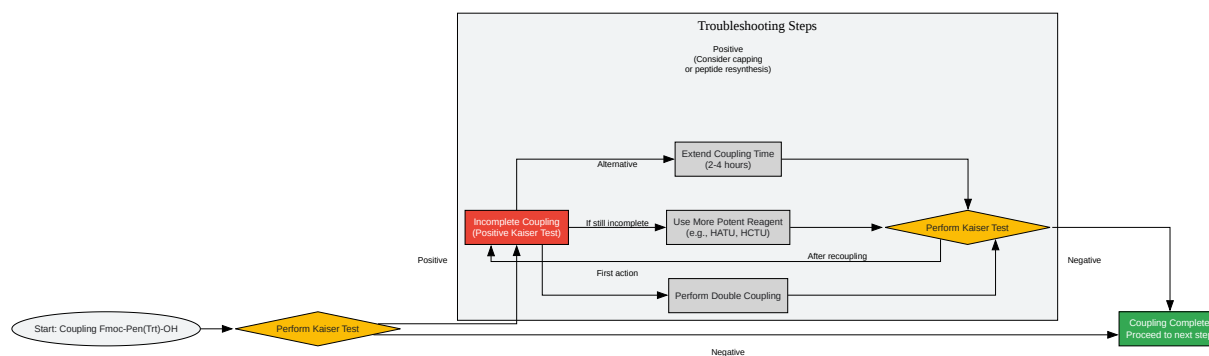 Troubleshooting Steps
Positive
(Consider capping
or peptide resynthesis)
Extend Coupling Time
(2-4 hours)
Alternative
Incomplete Coupling
(Positive Kaiser Test)
If still incomplete
Use More Potent Reagent
(e.g., HATU, HCTU)
Perform Kaiser Test
After recoupling
Positive
Negative
First action
Perform Double Coupling
Start: Coupling Fmoc-Pen(Trt)-OH
Perform Kaiser Test
Coupling Complete
Proceed to next step
Negative